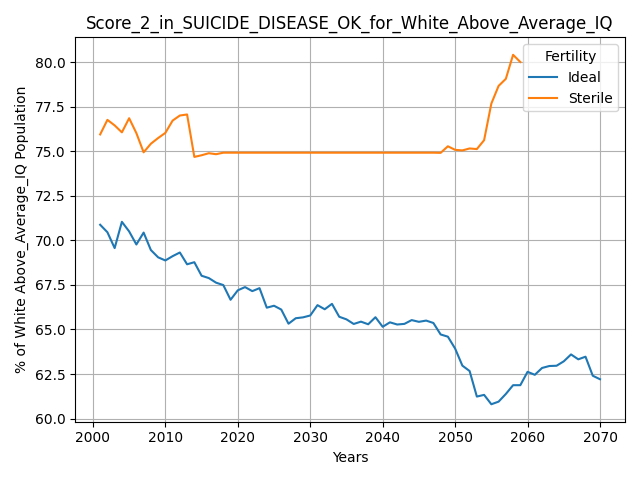 Score_2_in_SUICIDE_DISEASE_OK_for_White_Above_Average_IQ
Fertility
Ideal
Sterile
% of White Above_Average_IQ Population
80.0
77.5
75.0
72.5
70.0
67.5
65.0
62.5
60.0
2000 2010 2020 2030 2040 2050 2060 2070
Years